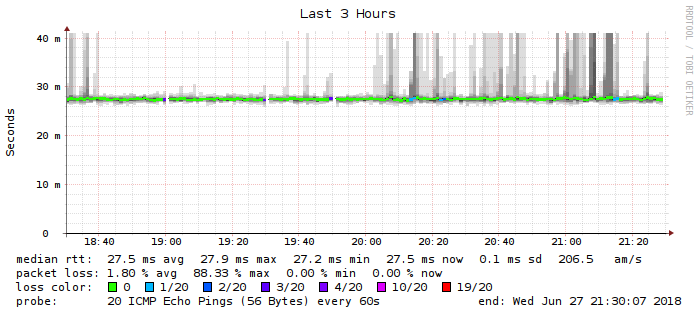 Last 3 Hours
RRDTOOL / TOBI OETIKER
Seconds
40 m
30 m
20 m
10 m
0
18:40 19:00 19:20 19:40 20:00 20:20 20:40 21:00 21:20
median rtt: 27.5 ms avg 27.9 ms max 27.2 ms min 27.5 ms now 0.1 ms sd 206.5 am/s
packet loss: 1.80 % avg 88.33 % max 0.00 % min 0.00 % now
loss color: 0 1/20 2/20 3/20 4/20 10/20 19/20
probe: 20 ICMP Echo Pings (56 Bytes) every 60s end: Wed Jun 27 21:30:07 2018